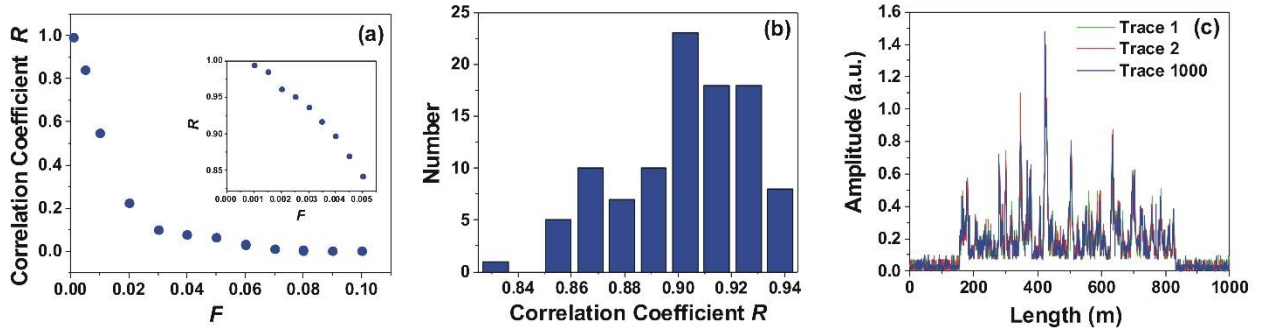 (a)
Correlation Coefficient R
1.0
0.8
0.6
0.4
0.2
0.0
0.00 0.02 0.04 0.06 0.08 0.10
F
R
1.00
0.95
0.90
0.85
0.000 0.001 0.002 0.003 0.004 0.005
F
(b)
Number
25
20
15
10
5
0
0.84 0.86 0.88 0.90 0.92 0.94
Correlation Coefficient R
(c)
Trace 1
Trace 2
Trace 1000
Amplitude (a.u.)
1.6
1.4
1.2
1.0
0.8
0.6
0.4
0.2
0.0
0 200 400 600 800 1000
Length (m)